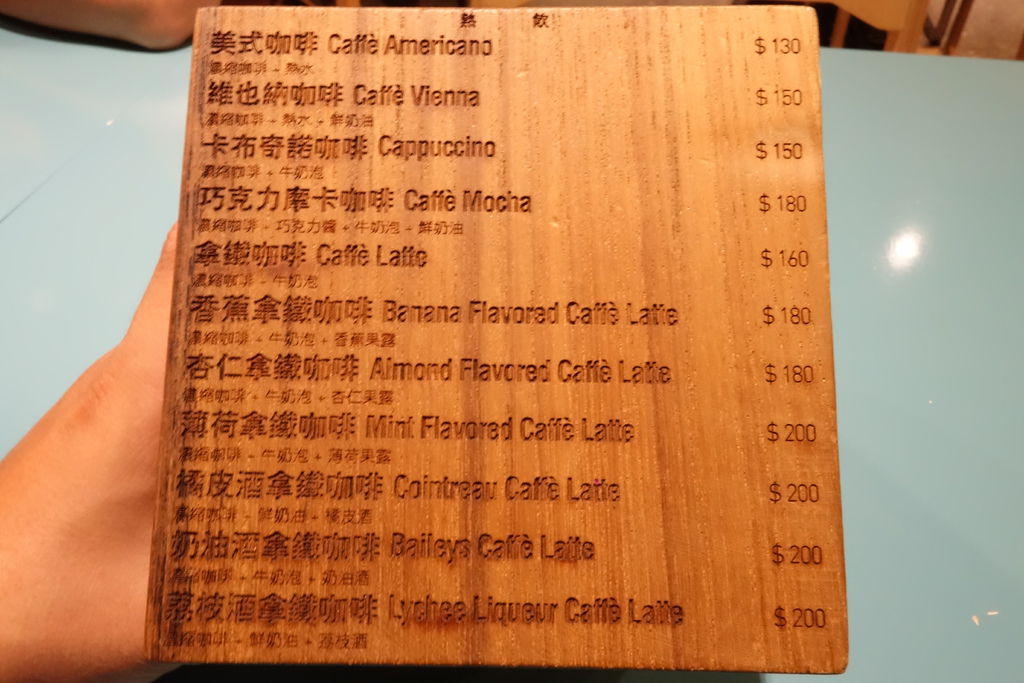 熱 飲
美式咖啡 Caffè Americano $130
濃縮咖啡 + 熱水
維也納咖啡 Caffè Vienna $150
濃縮咖啡 + 熱水 + 鮮奶油
卡布奇諾咖啡 Cappuccino $150
濃縮咖啡 + 牛奶泡
巧克力摩卡咖啡 Caffè Mocha $180
濃縮咖啡 + 巧克力醬 + 牛奶泡 + 鮮奶油
拿鐵咖啡 Caffè Latte $160
濃縮咖啡 + 牛奶泡
香蕉拿鐵咖啡 Banana Flavored Caffè Latte $180
濃縮咖啡 + 牛奶泡 + 香蕉果露
杏仁拿鐵咖啡 Almond Flavored Caffè Latte $180
濃縮咖啡 + 牛奶泡 + 杏仁果露
薄荷拿鐵咖啡 Mint Flavored Caffè Latte $200
濃縮咖啡 + 牛奶泡 + 薄荷果露
橘皮酒拿鐵咖啡 Cointreau Caffè Latte $200
濃縮咖啡 + 鮮奶油 + 橘皮酒
奶油酒拿鐵咖啡 Baileys Caffè Latte $200
濃縮咖啡 + 牛奶泡 + 奶油酒
荔枝酒拿鐵咖啡 Lychee Liqueur Caffè Latte $200
濃縮咖啡 + 鮮奶油 + 荔枝酒